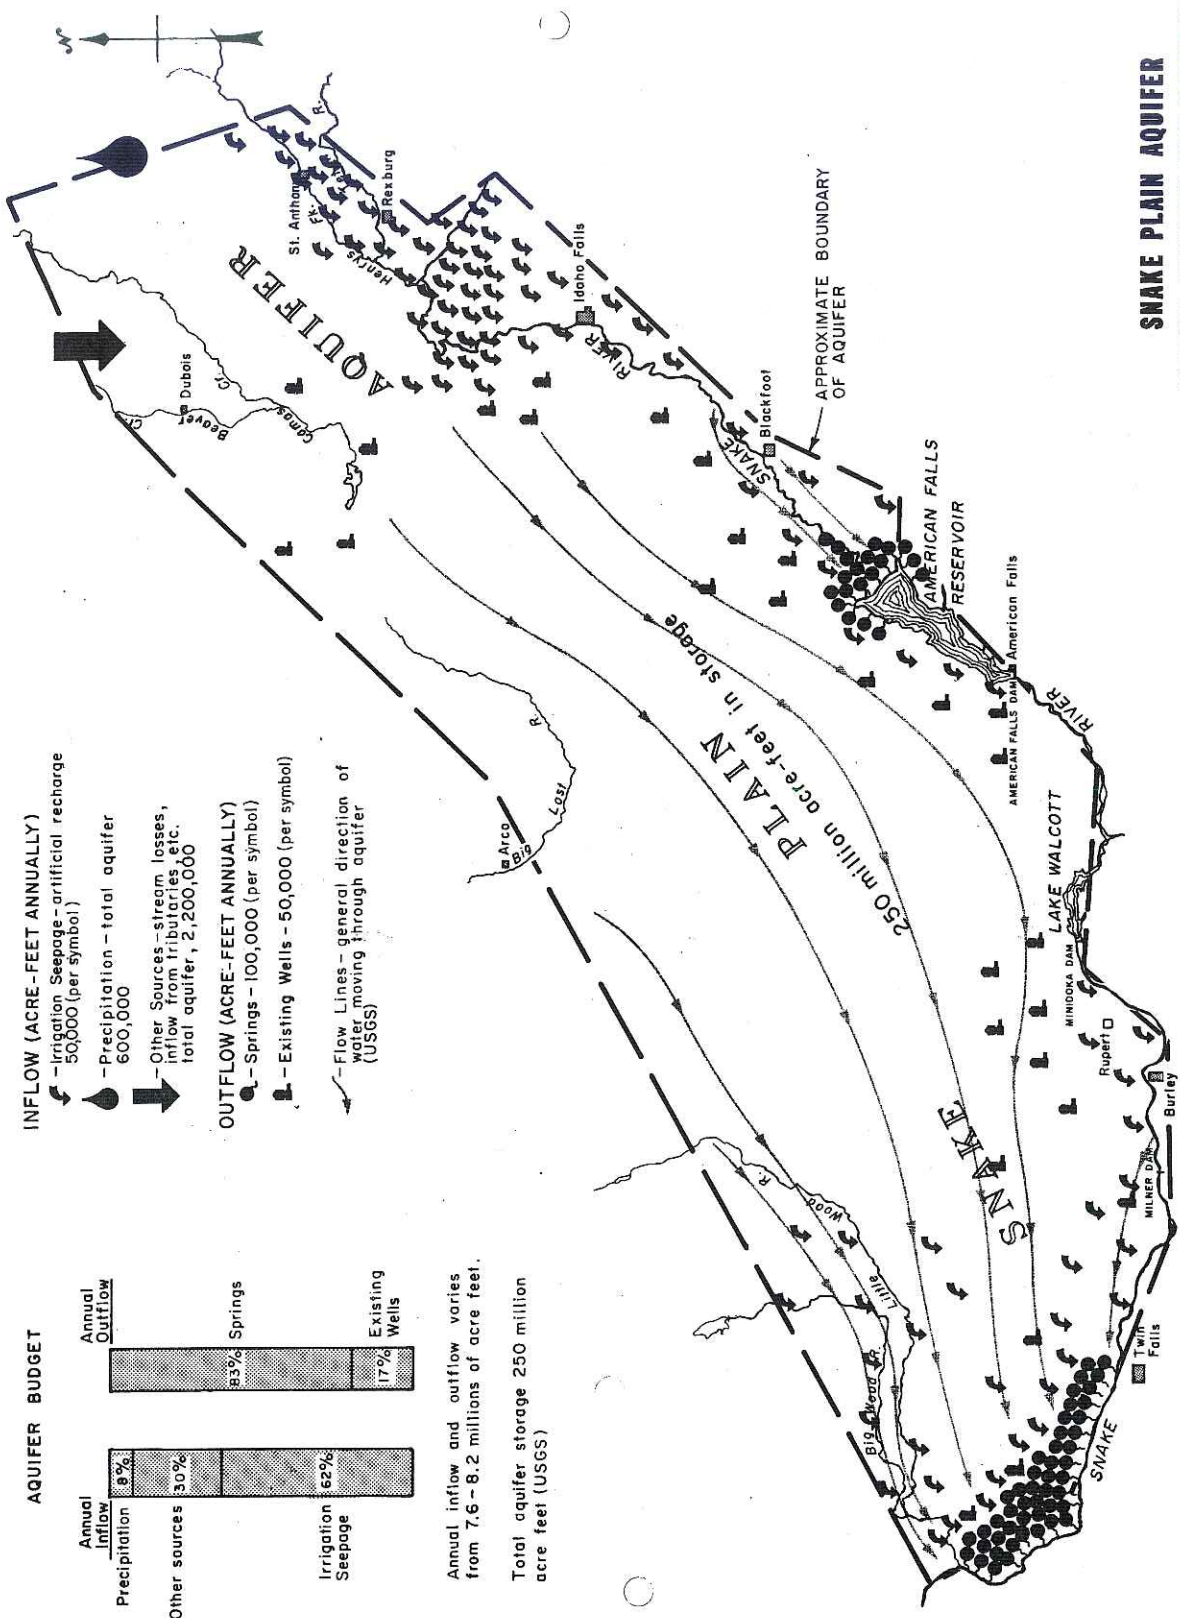 AQUIFER BUDGET
Annual
Inflow
Annual
Outflow
Precipitation
8%
Other sources
30%
Irrigation
Seepage
62%
83%
Springs
17%
Existing
Wells
Annual inflow and outflow varies
from 7.6-8.2 millions of acre feet.
Total aquifer storage 250 million
acre feet (USGS)
INFLOW (ACRE-FEET ANNUALLY)
-Irrigation Seepage-artificial recharge
50,000 (per symbol)
-Precipitation-total aquifer
600,000
-Other Sources-stream losses,
inflow from tributaries, etc.
total aquifer, 2,200,000
OUTFLOW (ACRE-FEET ANNUALLY)
-Springs-100,000 (per symbol)
-Existing Wells-50,000 (per symbol)
-Flow Lines-general direction of
water moving through aquifer
(USGS)
N
Cr.
Dubois
Beaver
Camas
Cr.
St. Anthony
Henrys
Fk.
R.
Rexburg
AQUIFER
Idaho Falls
RIVER
SNAKE
Blackfoot
APPROXIMATE BOUNDARY
OF AQUIFER
AMERICAN FALLS
RESERVOIR
American Falls
AMERICAN FALLS DAM
RIVER
Arco
Big
Lost
R.
PLAIN
250 million acre-feet in storage
LAKE WALCOTT
MINIDOKA DAM
Rupert
Burley
MILNER DAM
SNAKE
R.
Wood
Little
Big Wood R.
Twin
Falls
SNAKE
SNAKE PLAIN AQUIFER